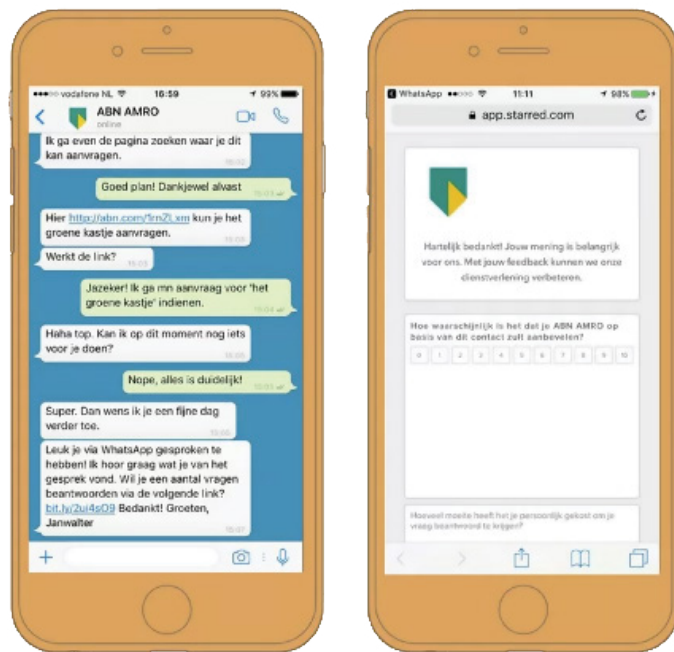 vodafone NL
16:59
99%
ABN AMRO
online
Ik ga even de pagina zoeken waar je dit
kan aanvragen.
Goed plan! Dankjewel alvast
Hier http://abn.com/1rnZLxm kun je het
groene kastje aanvragen.
Werkt de link?
Jazeker! Ik ga mn aanvraag voor 'het
groene kastje' indienen.
Haha top. Kan ik op dit moment nog iets
voor je doen?
Nope, alles is duidelijk!
Super. Dan wens ik je een fijne dag
verder toe.
Leuk je via WhatsApp gesproken te
hebben! Ik hoor graag wat je van het
gesprek vond. Wil je een aantal vragen
beantwoorden via de volgende link?
bit.ly/2ui4sO9 Bedankt! Groeten,
Janwalter
WhatsApp
11:11
98%
app.starred.com
Hartelijk bedankt! Jouw mening is belangrijk
voor ons. Met jouw feedback kunnen we onze
dienstverlening verbeteren.
Hoe waarschijnlijk is het dat je ABN AMRO op
basis van dit contact zult aanbevelen?
0 1 2 3 4 5 6 7 8 9 10
Hoeveel moeite heeft het je persoonlijk gekost om je
vraag beantwoord te krijgen?